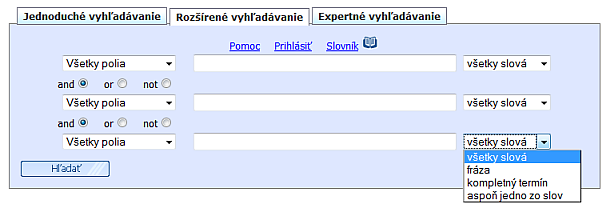 Jednoduché vyhľadávanie Rozšírené vyhľadávanie Expertné vyhľadávanie
Pomoc Prihlásiť Slovník
Všetky polia všetky slová
and or not
Všetky polia všetky slová
and or not
Všetky polia všetky slová
všetky slová
Hľadať fráza
kompletný termín
aspoň jedno zo slov